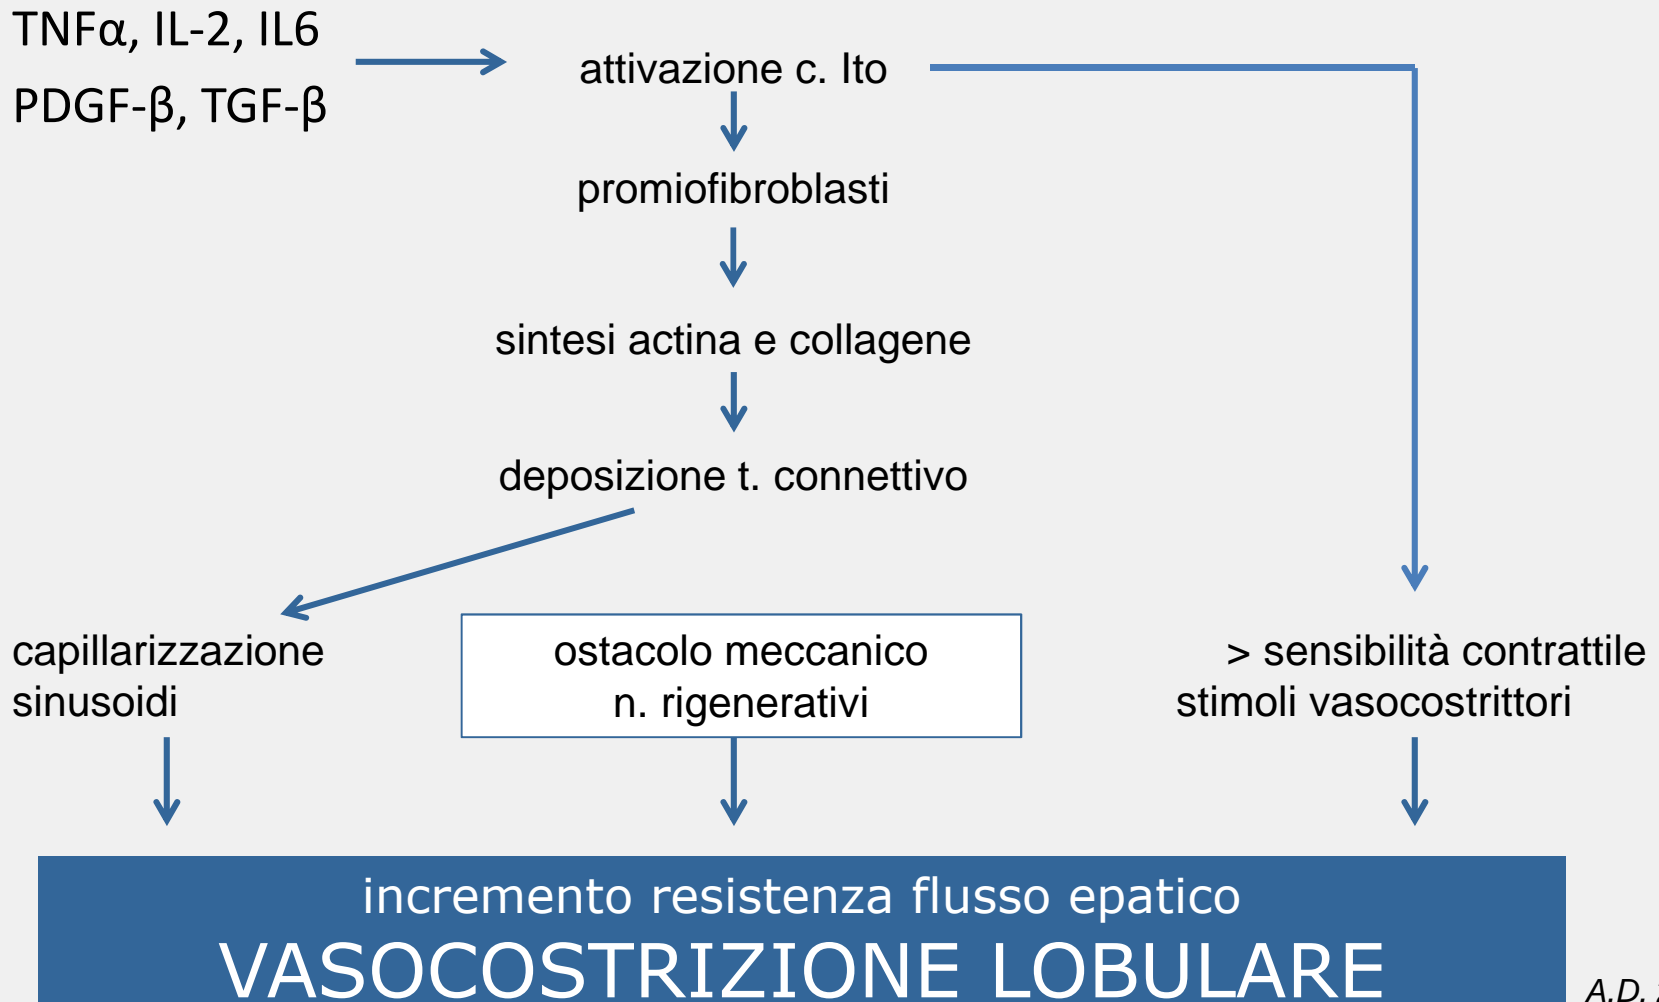 TNFα, IL-2, IL6
PDGF-β, TGF-β
attivazione c. Ito
promiofibroblasti
sintesi actina e collagene
deposizione t. connettivo
capillarizzazione
sinusoidi
ostacolo meccanico
n. rigenerativi
> sensibilità contrattile
stimoli vasocostrittori
incremento resistenza flusso epatico
VASOCOSTRIZIONE LOBULARE
A.D.